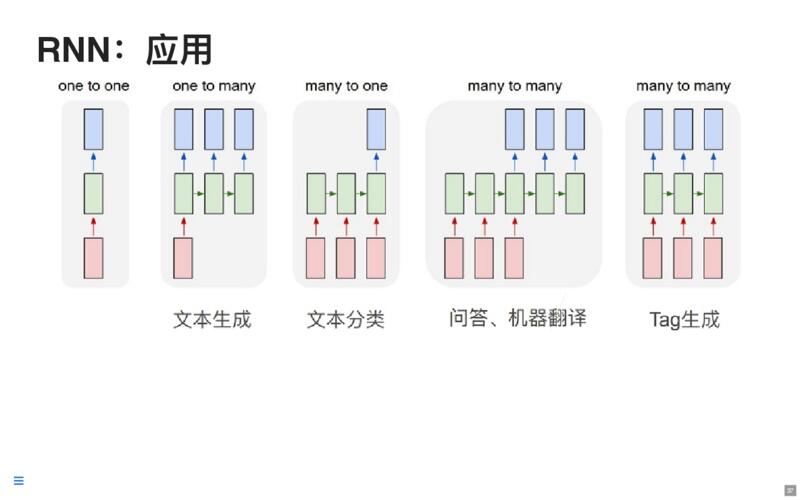 RNN：应用
one to one
one to many
many to one
many to many
many to many
文本生成
文本分类
问答、机器翻译
Tag生成
37